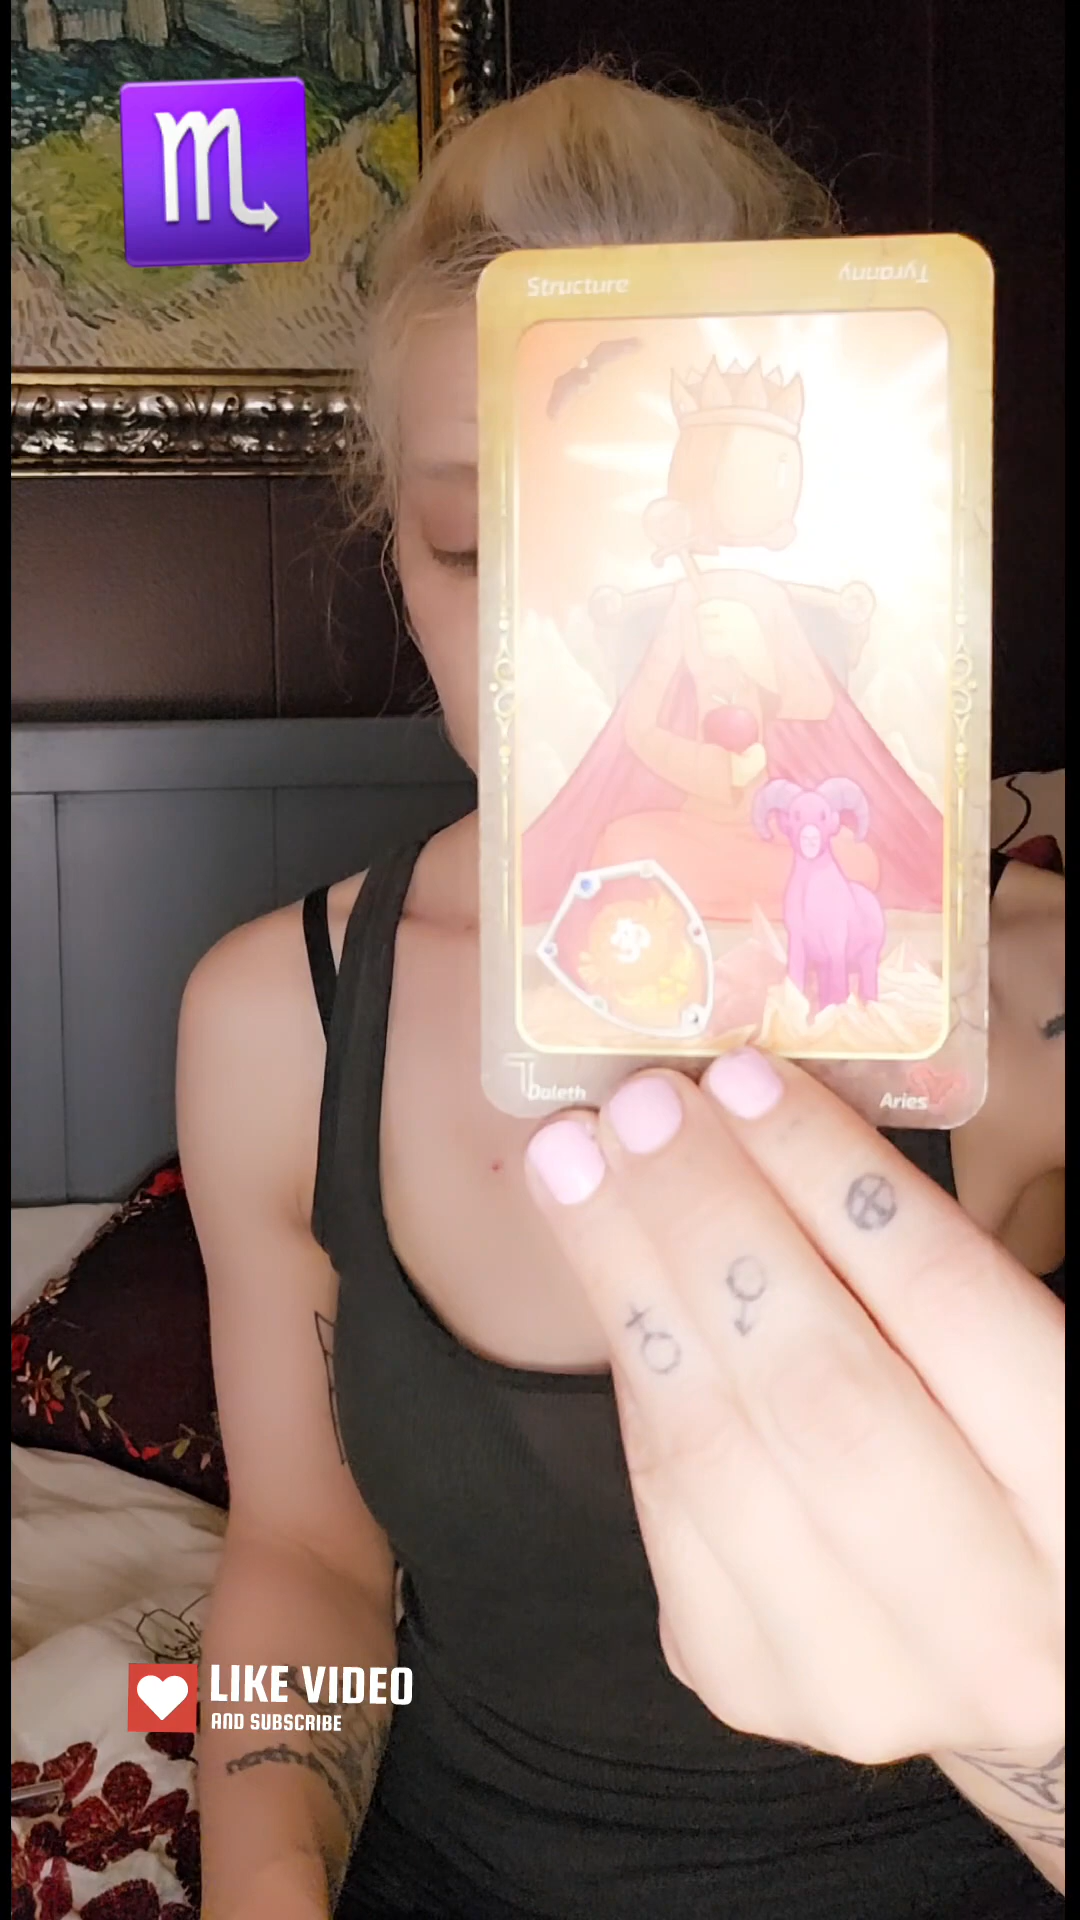 ♏
Structure
Tyranny
Daleth
Aries
LIKE VIDEO
AND SUBSCRIBE